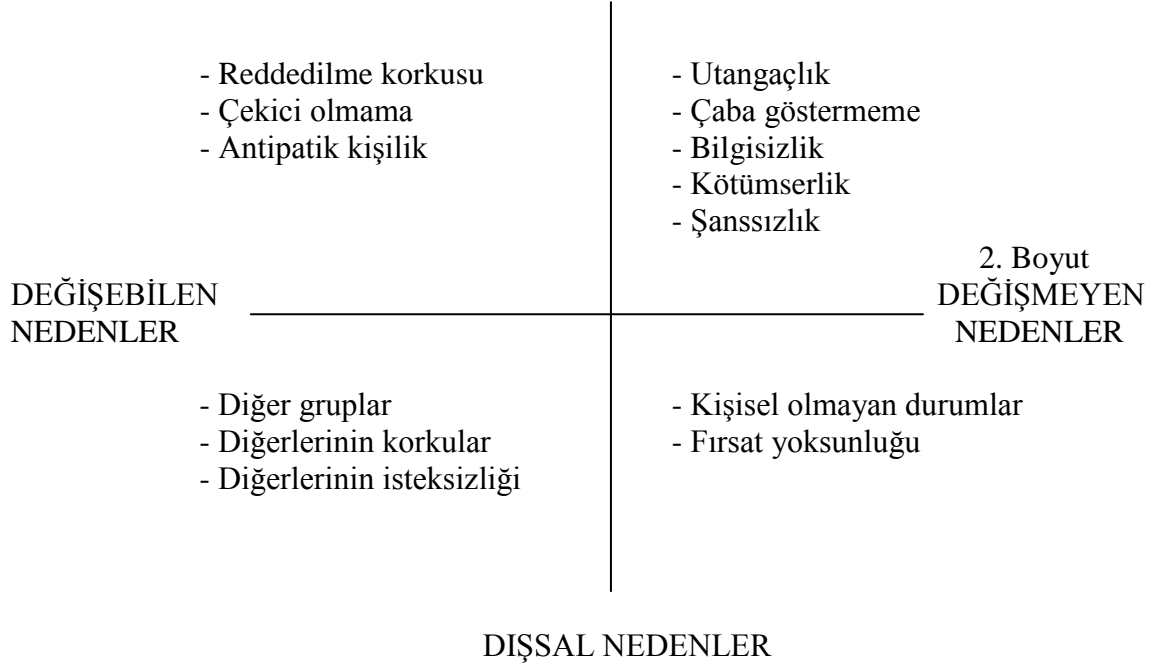 - Reddedilme korkusu
- Çekici olmama
- Antipatik kişilik
- Utangaçlık
- Çaba göstermeme
- Bilgisizlik
- Kötümserlik
- Şanssızlık
DEĞİŞEBİLEN
NEDENLER
2. Boyut
DEĞİŞMEYEN
NEDENLER
- Diğer gruplar
- Diğerlerinin korkular
- Diğerlerinin isteksizliği
- Kişisel olmayan durumlar
- Fırsat yoksunluğu
DIŞSAL NEDENLER